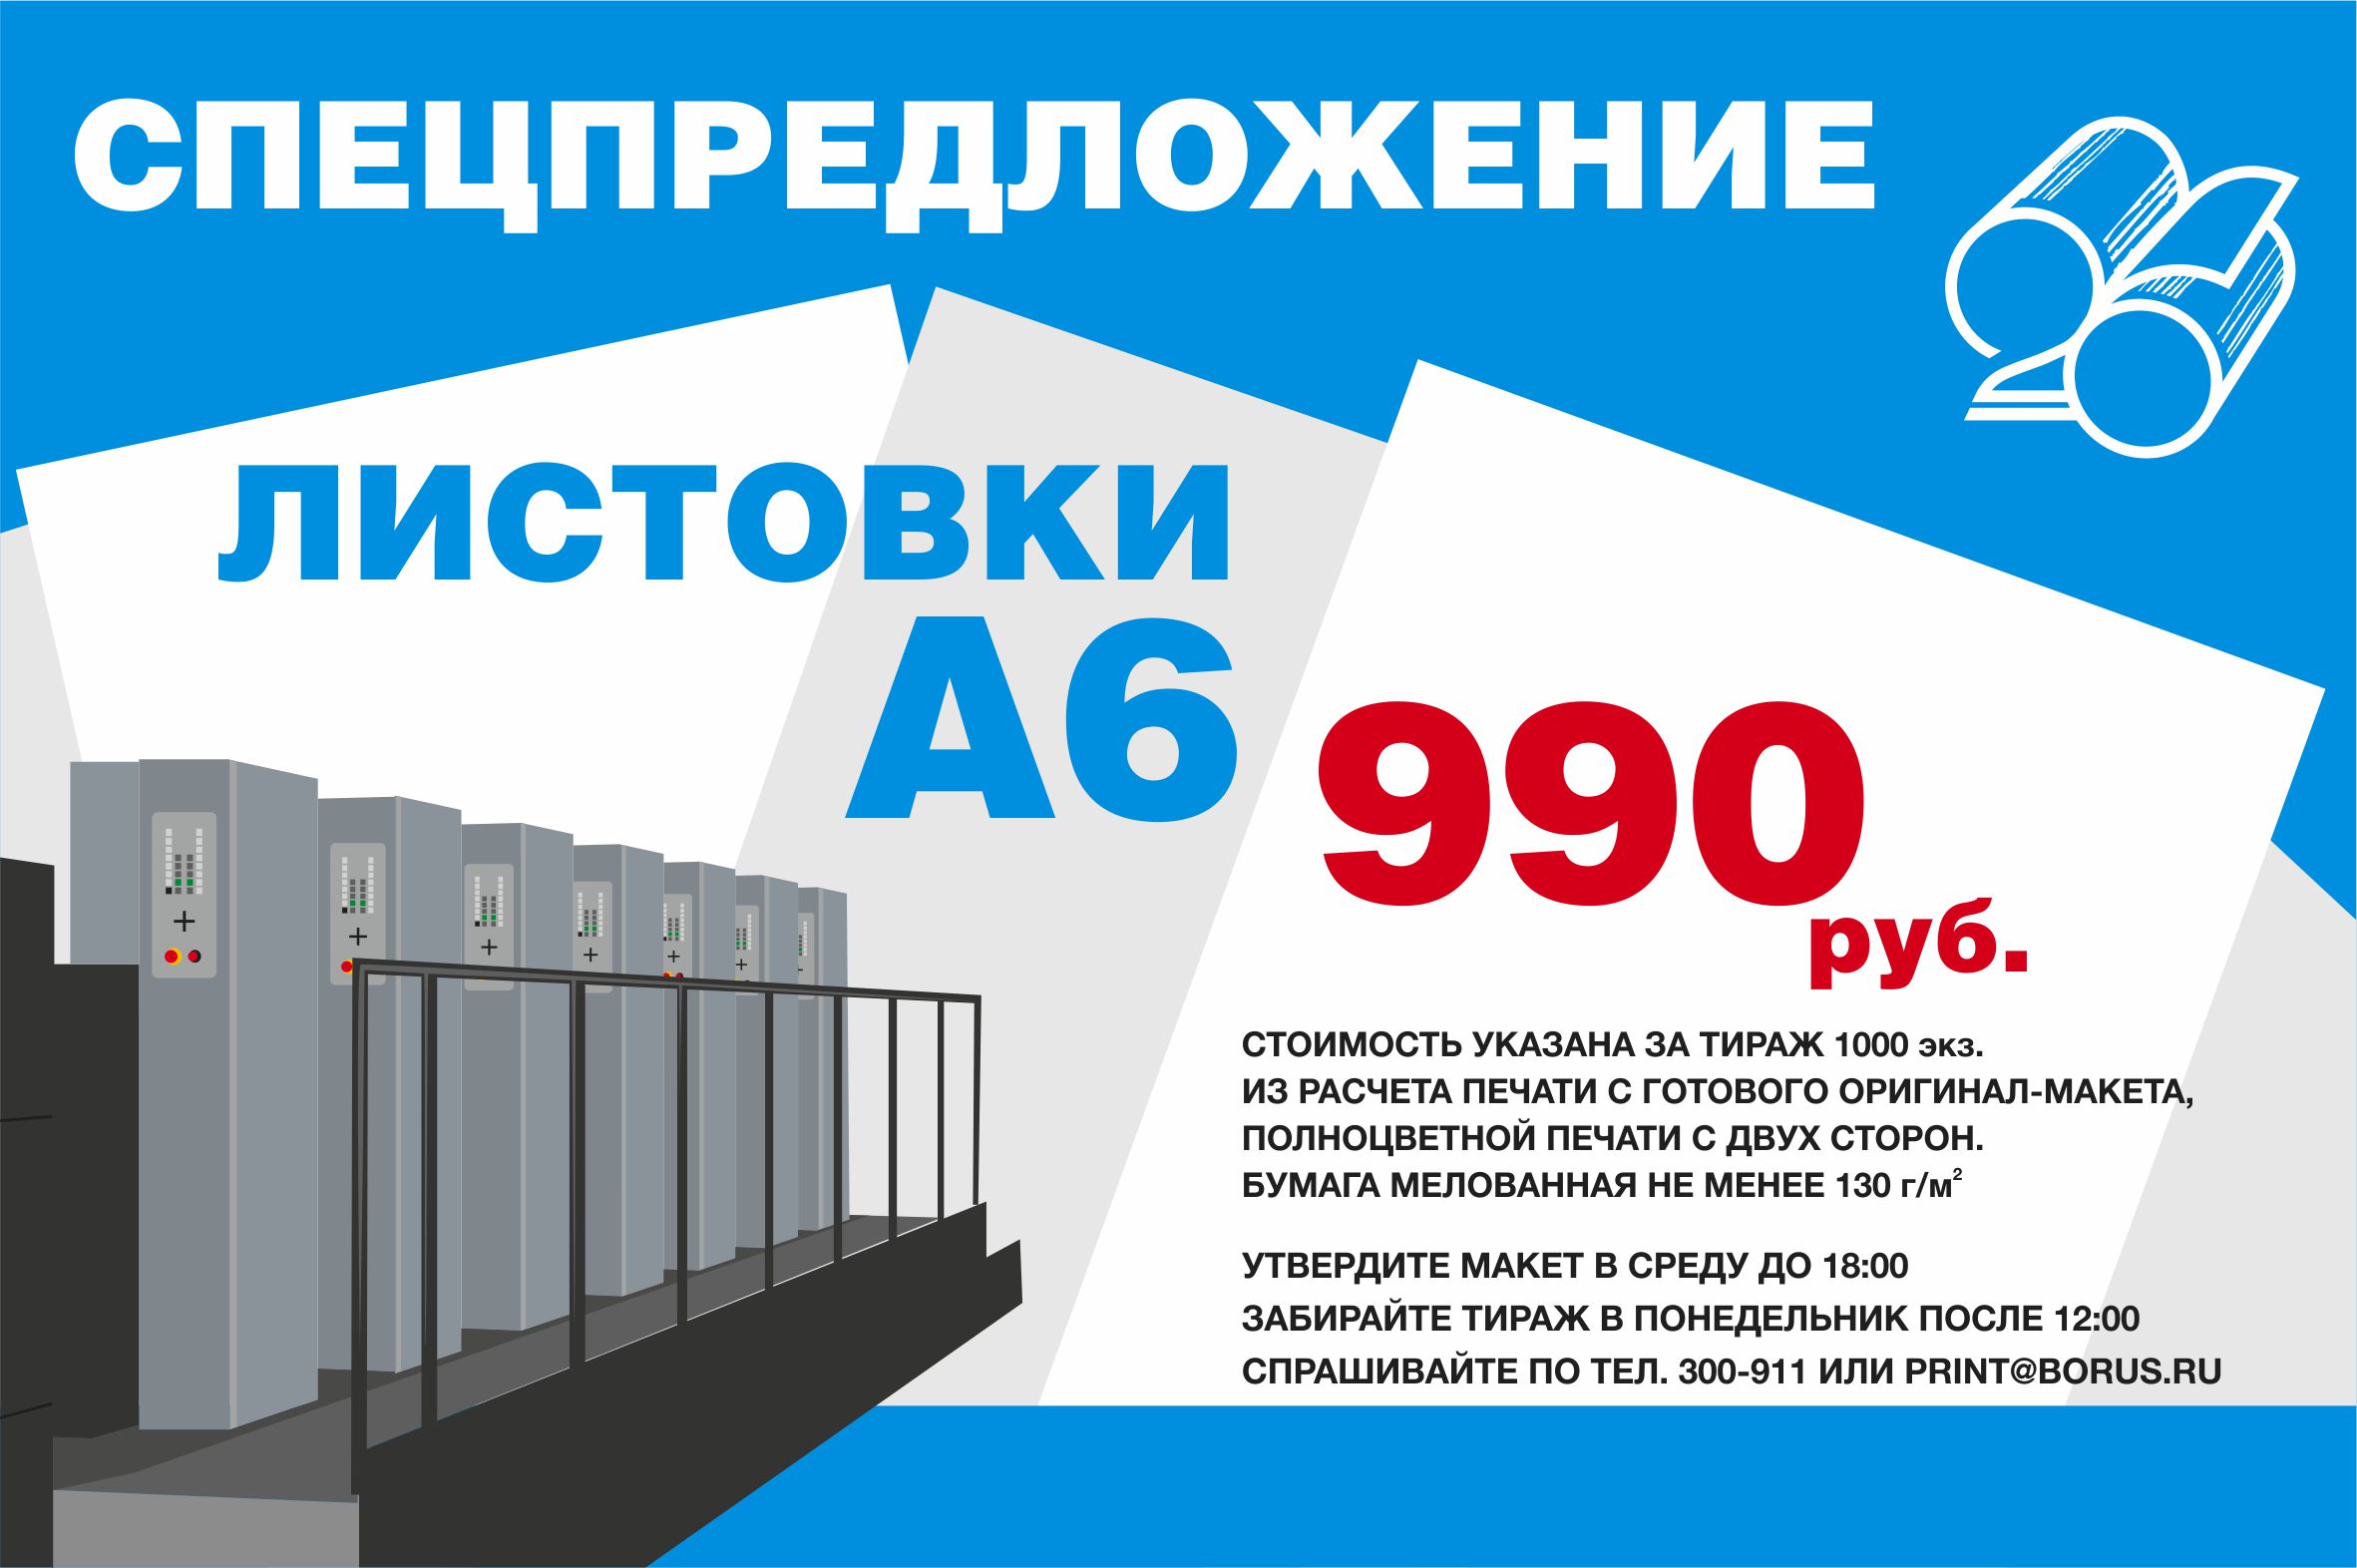 СПЕЦПРЕДЛОЖЕНИЕ
ЛИСТОВКИ
А6
990
руб.
СТОИМОСТЬ УКАЗАНА ЗА ТИРАЖ 1000 экз.
ИЗ РАСЧЕТА ПЕЧАТИ С ГОТОВОГО ОРИГИНАЛ-МАКЕТА,
ПОЛНОЦВЕТНОЙ ПЕЧАТИ С ДВУХ СТОРОН.
БУМАГА МЕЛОВАННАЯ НЕ МЕНЕЕ 130 г/м²
УТВЕРДИТЕ МАКЕТ В СРЕДУ ДО 18:00
ЗАБИРАЙТЕ ТИРАЖ В ПОНЕДЕЛЬНИК ПОСЛЕ 12:00
СПРАШИВАЙТЕ ПО ТЕЛ. 300-911 ИЛИ PRINT@BORUS.RU